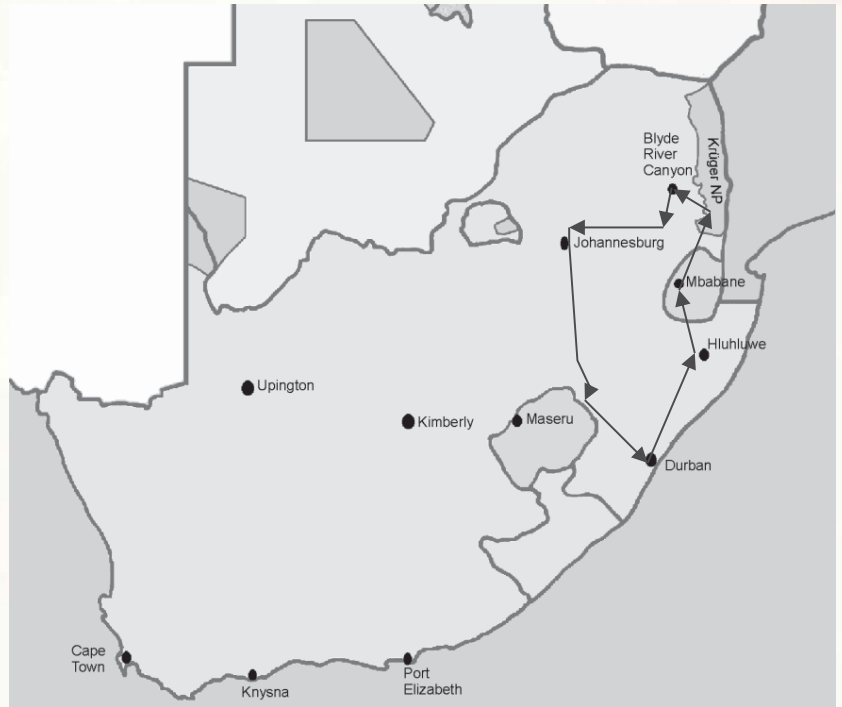 Blyde
River
Canyon
Krüger NP
Johannesburg
Mbabane
Hluhluwe
Upington
Kimberly
Maseru
Durban
Cape
Town
Knysna
Port
Elizabeth